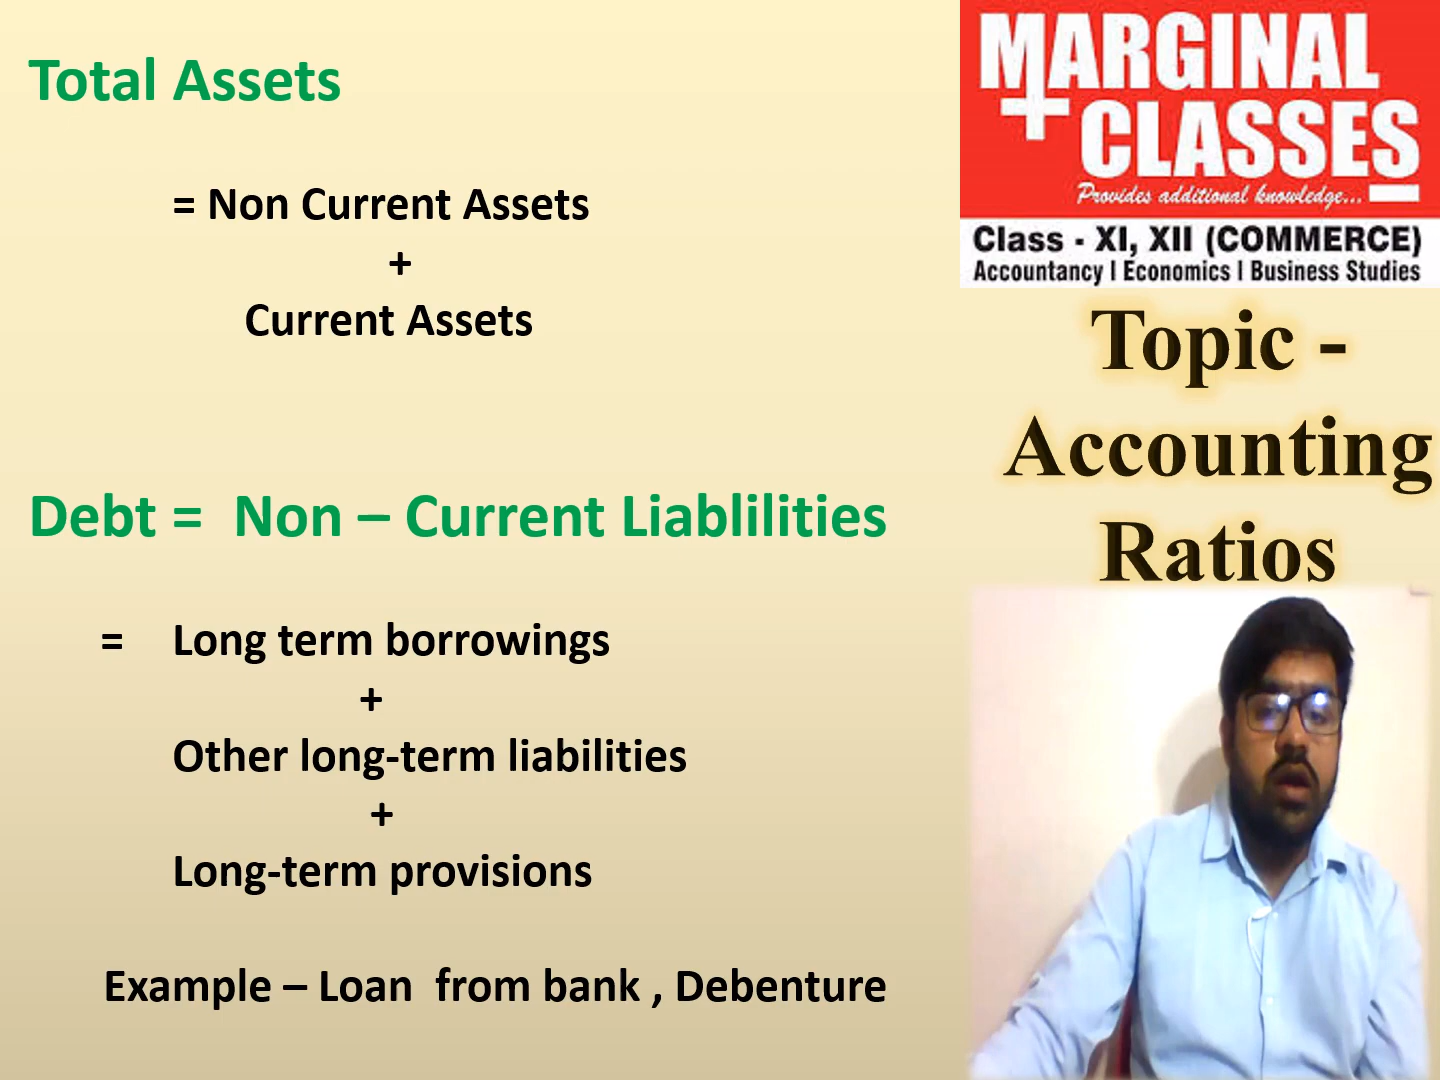 Total Assets
= Non Current Assets
+
Current Assets
Debt = Non – Current Liablilities
= Long term borrowings
+
Other long-term liabilities
+
Long-term provisions
Example – Loan from bank , Debenture
MARGINAL
+CLASSES
Provides additional knowledge...
Class - XI, XII (COMMERCE)
Accountancy | Economics | Business Studies
Topic -
Accounting
Ratios